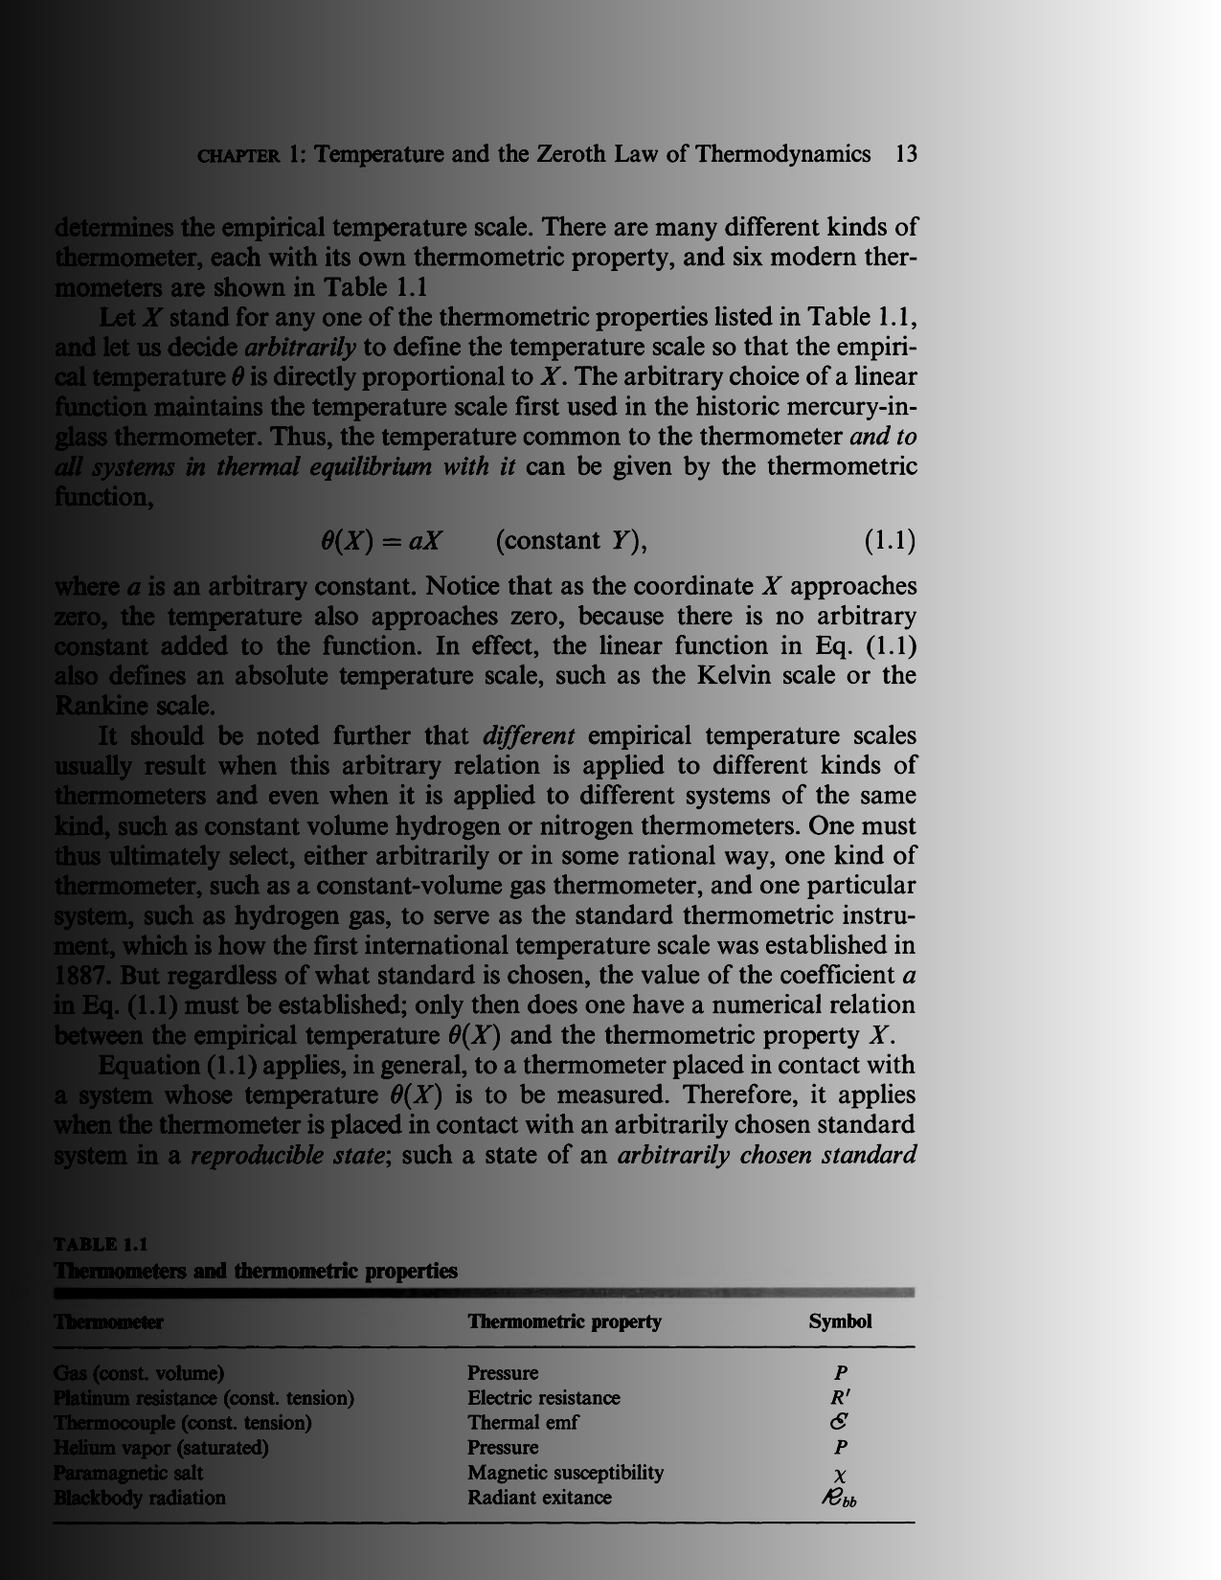 CHAPTER 1: Temperature and the Zeroth Law of Thermodynamics 13
determines the empirical temperature scale. There are many different kinds of
thermometer, each with its own thermometric property, and six modern ther-
mometers are shown in Table 1.1
Let X stand for any one of the thermometric properties listed in Table 1.1,
and let us decide arbitrarily to define the temperature scale so that the empiri-
cal temperature θ is directly proportional to X. The arbitrary choice of a linear
function maintains the temperature scale first used in the historic mercury-in-
glass thermometer. Thus, the temperature common to the thermometer and to
all systems in thermal equilibrium with it can be given by the thermometric
function,
θ(X) = aX (constant Y), (1.1)
where a is an arbitrary constant. Notice that as the coordinate X approaches
zero, the temperature also approaches zero, because there is no arbitrary
constant added to the function. In effect, the linear function in Eq. (1.1)
also defines an absolute temperature scale, such as the Kelvin scale or the
Rankine scale.
It should be noted further that different empirical temperature scales
usually result when this arbitrary relation is applied to different kinds of
thermometers and even when it is applied to different systems of the same
kind, such as constant volume hydrogen or nitrogen thermometers. One must
thus ultimately select, either arbitrarily or in some rational way, one kind of
thermometer, such as a constant-volume gas thermometer, and one particular
system, such as hydrogen gas, to serve as the standard thermometric instru-
ment, which is how the first international temperature scale was established in
1887. But regardless of what standard is chosen, the value of the coefficient a
in Eq. (1.1) must be established; only then does one have a numerical relation
between the empirical temperature θ(X) and the thermometric property X.
Equation (1.1) applies, in general, to a thermometer placed in contact with
a system whose temperature θ(X) is to be measured. Therefore, it applies
when the thermometer is placed in contact with an arbitrarily chosen standard
system in a reproducible state; such a state of an arbitrarily chosen standard
TABLE 1.1
Thermometers and thermometric properties
Thermometer Thermometric property Symbol
Gas (const. volume) Pressure P
Platinum resistance (const. tension) Electric resistance R′
Thermocouple (const. tension) Thermal emf ℰ
Helium vapor (saturated) Pressure P
Paramagnetic salt Magnetic susceptibility χ
Blackbody radiation Radiant exitance ℛbb